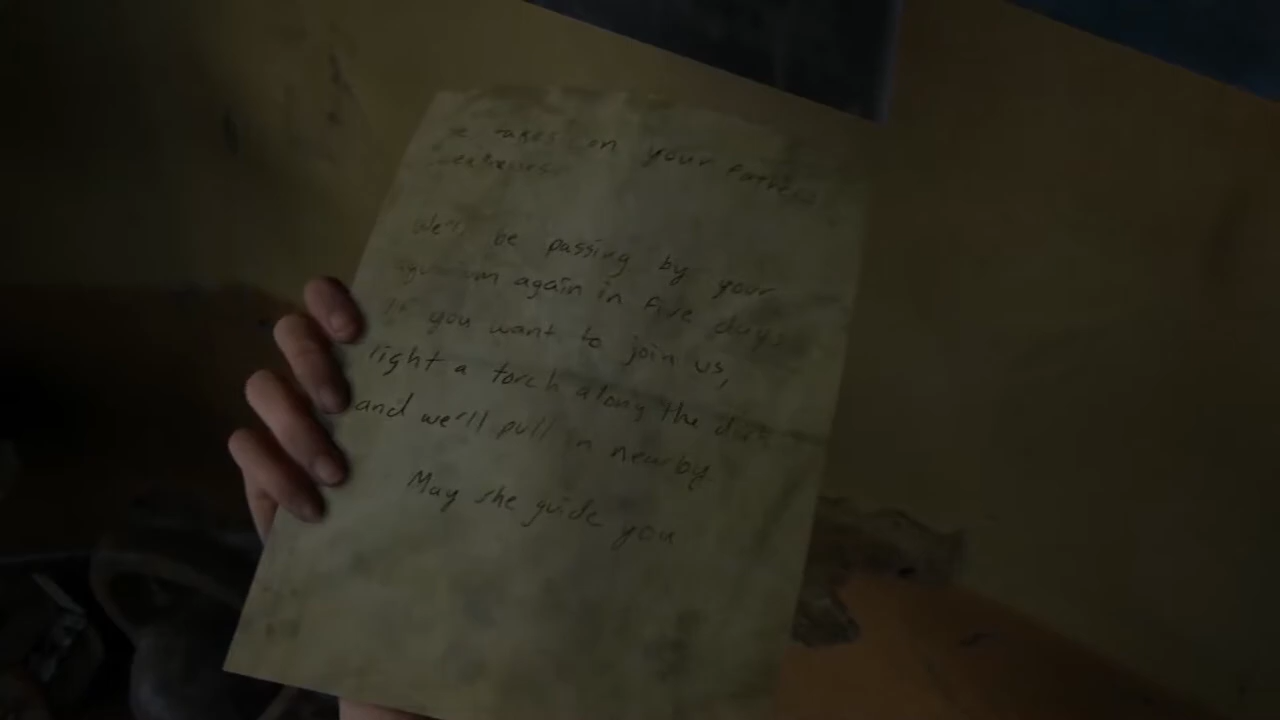 takes on your
We'll be passing by your
again in five days
If you want to join us,
light a torch along the
and we'll pull in nearby.
May she guide you